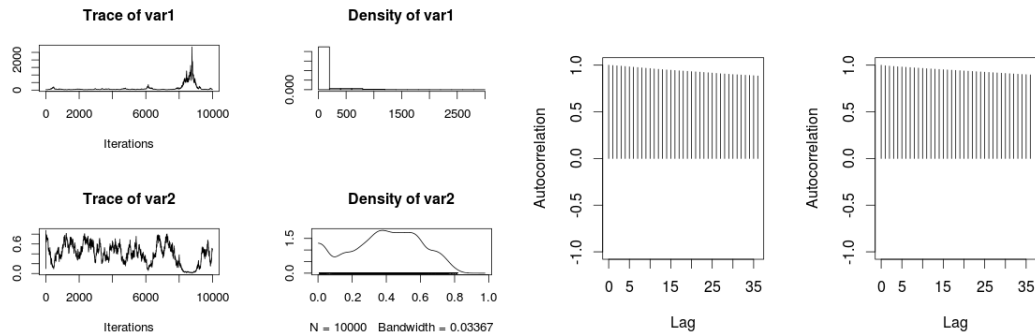 Trace of var1
2000
0
0 2000 6000 10000
Iterations
Density of var1
0.000
0 500 1500 2500
Trace of var2
0.6
0.0
0 2000 6000 10000
Iterations
Density of var2
1.5
0.0
0.0 0.2 0.4 0.6 0.8 1.0
N = 10000 Bandwidth = 0.03367
Autocorrelation
1.0
0.5
0.0
-0.5
-1.0
0 5 15 25 35
Lag
Autocorrelation
1.0
0.5
0.0
-0.5
-1.0
0 5 15 25 35
Lag